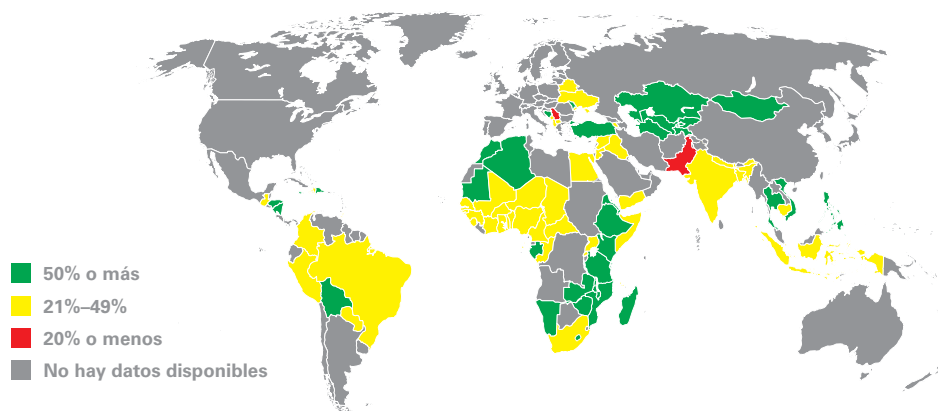 50% o más
21%–49%
20% o menos
No hay datos disponibles